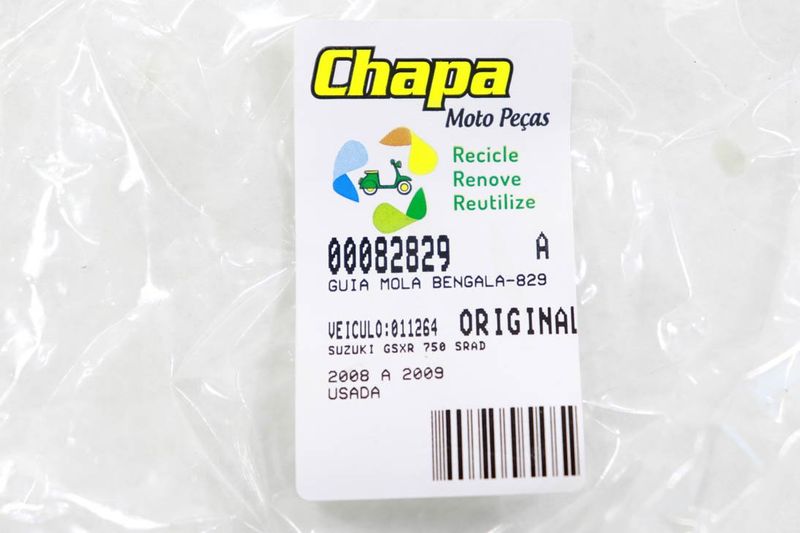 Chapa
Moto Peças
Recicle
Renove
Reutilize
00082829 A
GUIA MOLA BENGALA-829
VEICULO:011264 ORIGINAL
SUZUKI GSXR 750 SRAD
2008 A 2009
USADA